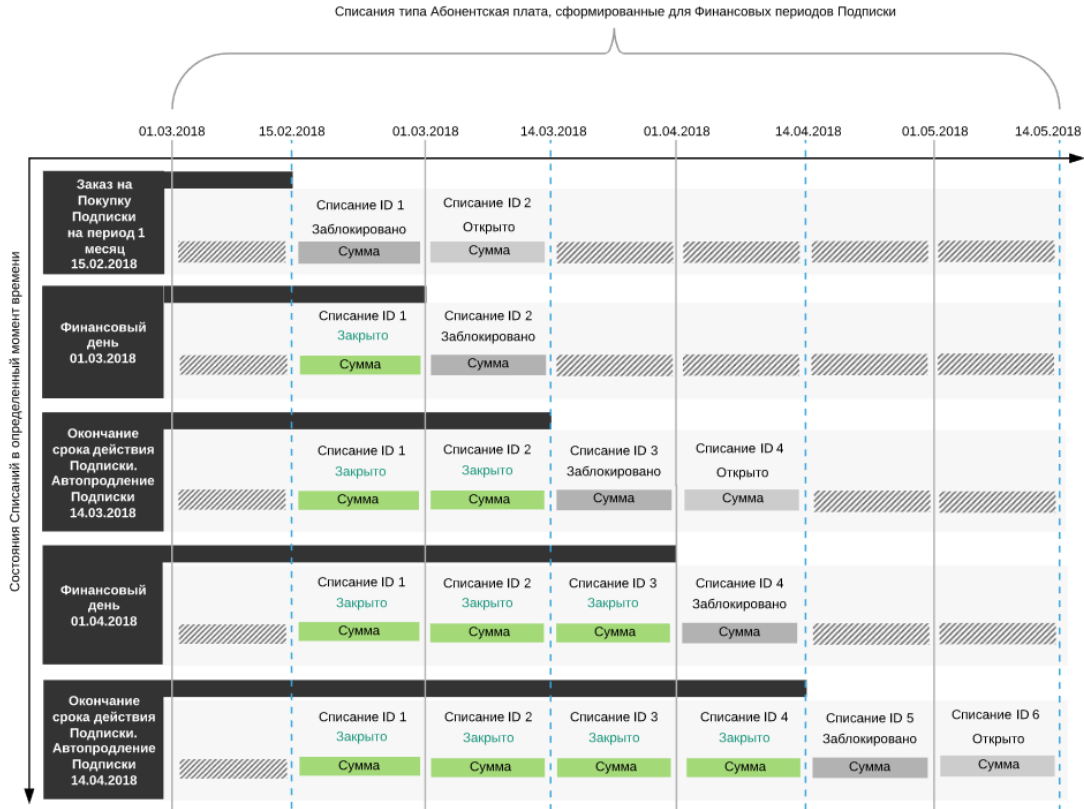 Списания типа Абонентская плата, сформированные для Финансовых периодов Подписки
01.03.2018 15.02.2018 01.03.2018 14.03.2018 01.04.2018 14.04.2018 01.05.2018 14.05.2018
Состояния Списаний в определенный момент времени
Заказ на
Покупку
Подписки
на период 1
месяц
15.02.2018
Списание ID 1
Заблокировано
Сумма
Списание ID 2
Открыто
Сумма
Финансовый
день
01.03.2018
Списание ID 1
Закрыто
Сумма
Списание ID 2
Заблокировано
Сумма
Окончание
срока действия
Подписки.
Автопродление
Подписки
14.03.2018
Списание ID 1
Закрыто
Сумма
Списание ID 2
Закрыто
Сумма
Списание ID 3
Заблокировано
Сумма
Списание ID 4
Открыто
Сумма
Финансовый
день
01.04.2018
Списание ID 1
Закрыто
Сумма
Списание ID 2
Закрыто
Сумма
Списание ID 3
Закрыто
Сумма
Списание ID 4
Заблокировано
Сумма
Окончание
срока действия
Подписки.
Автопродление
Подписки
14.04.2018
Списание ID 1
Закрыто
Сумма
Списание ID 2
Закрыто
Сумма
Списание ID 3
Закрыто
Сумма
Списание ID 4
Закрыто
Сумма
Списание ID 5
Заблокировано
Сумма
Списание ID 6
Открыто
Сумма